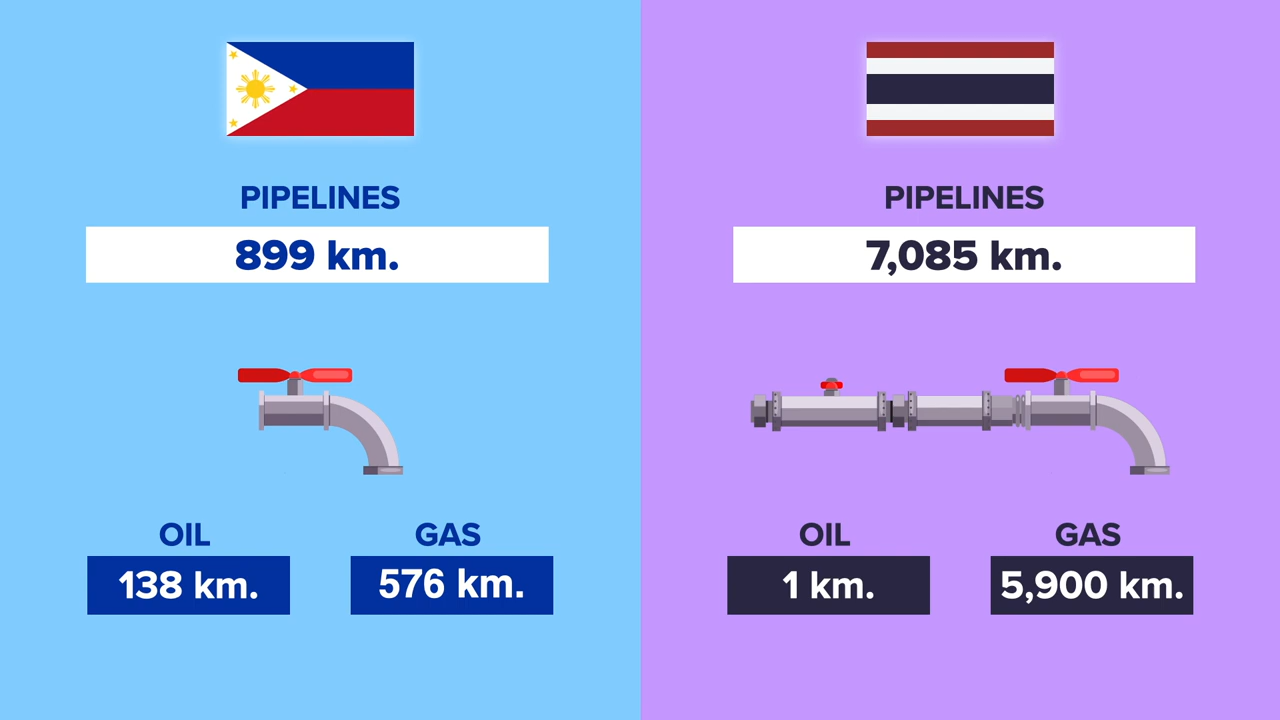 PIPELINES
899 km.
OIL
GAS
138 km.
576 km.
PIPELINES
7,085 km.
OIL
GAS
1 km.
5,900 km.